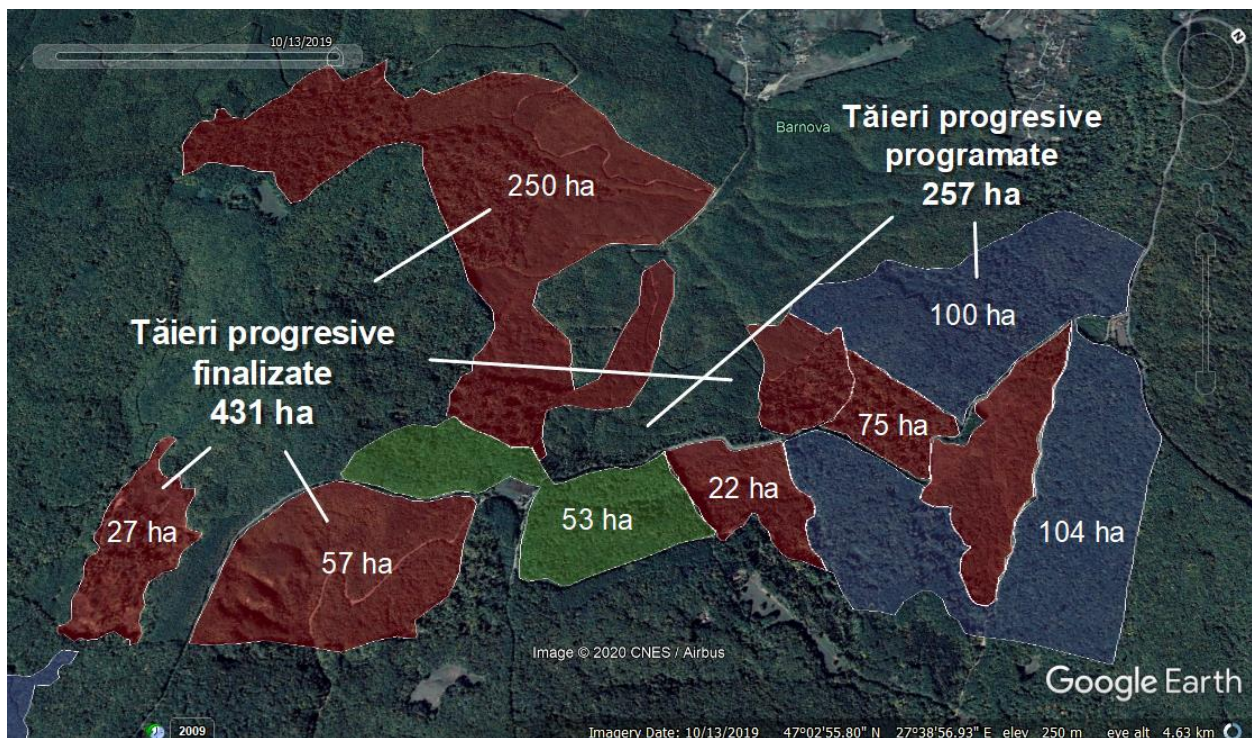 10/13/2019
Barnova
Tăieri progresive
programate
257 ha
250 ha
100 ha
Tăieri progresive
finalizate
431 ha
75 ha
22 ha
53 ha
104 ha
27 ha
57 ha
Image © 2020 CNES / Airbus
Google Earth
2009
Imagery Date: 10/13/2019 47°02'55.80" N 27°38'56.93" E elev 250 m eye alt 4.63 km
N